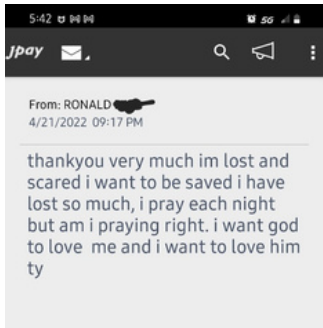 5:42
5G
Jpay
From: RONALD
4/21/2022 09:17 PM
thankyou very much im lost and
scared i want to be saved i have
lost so much, i pray each night
but am i praying right. i want god
to love me and i want to love him
ty